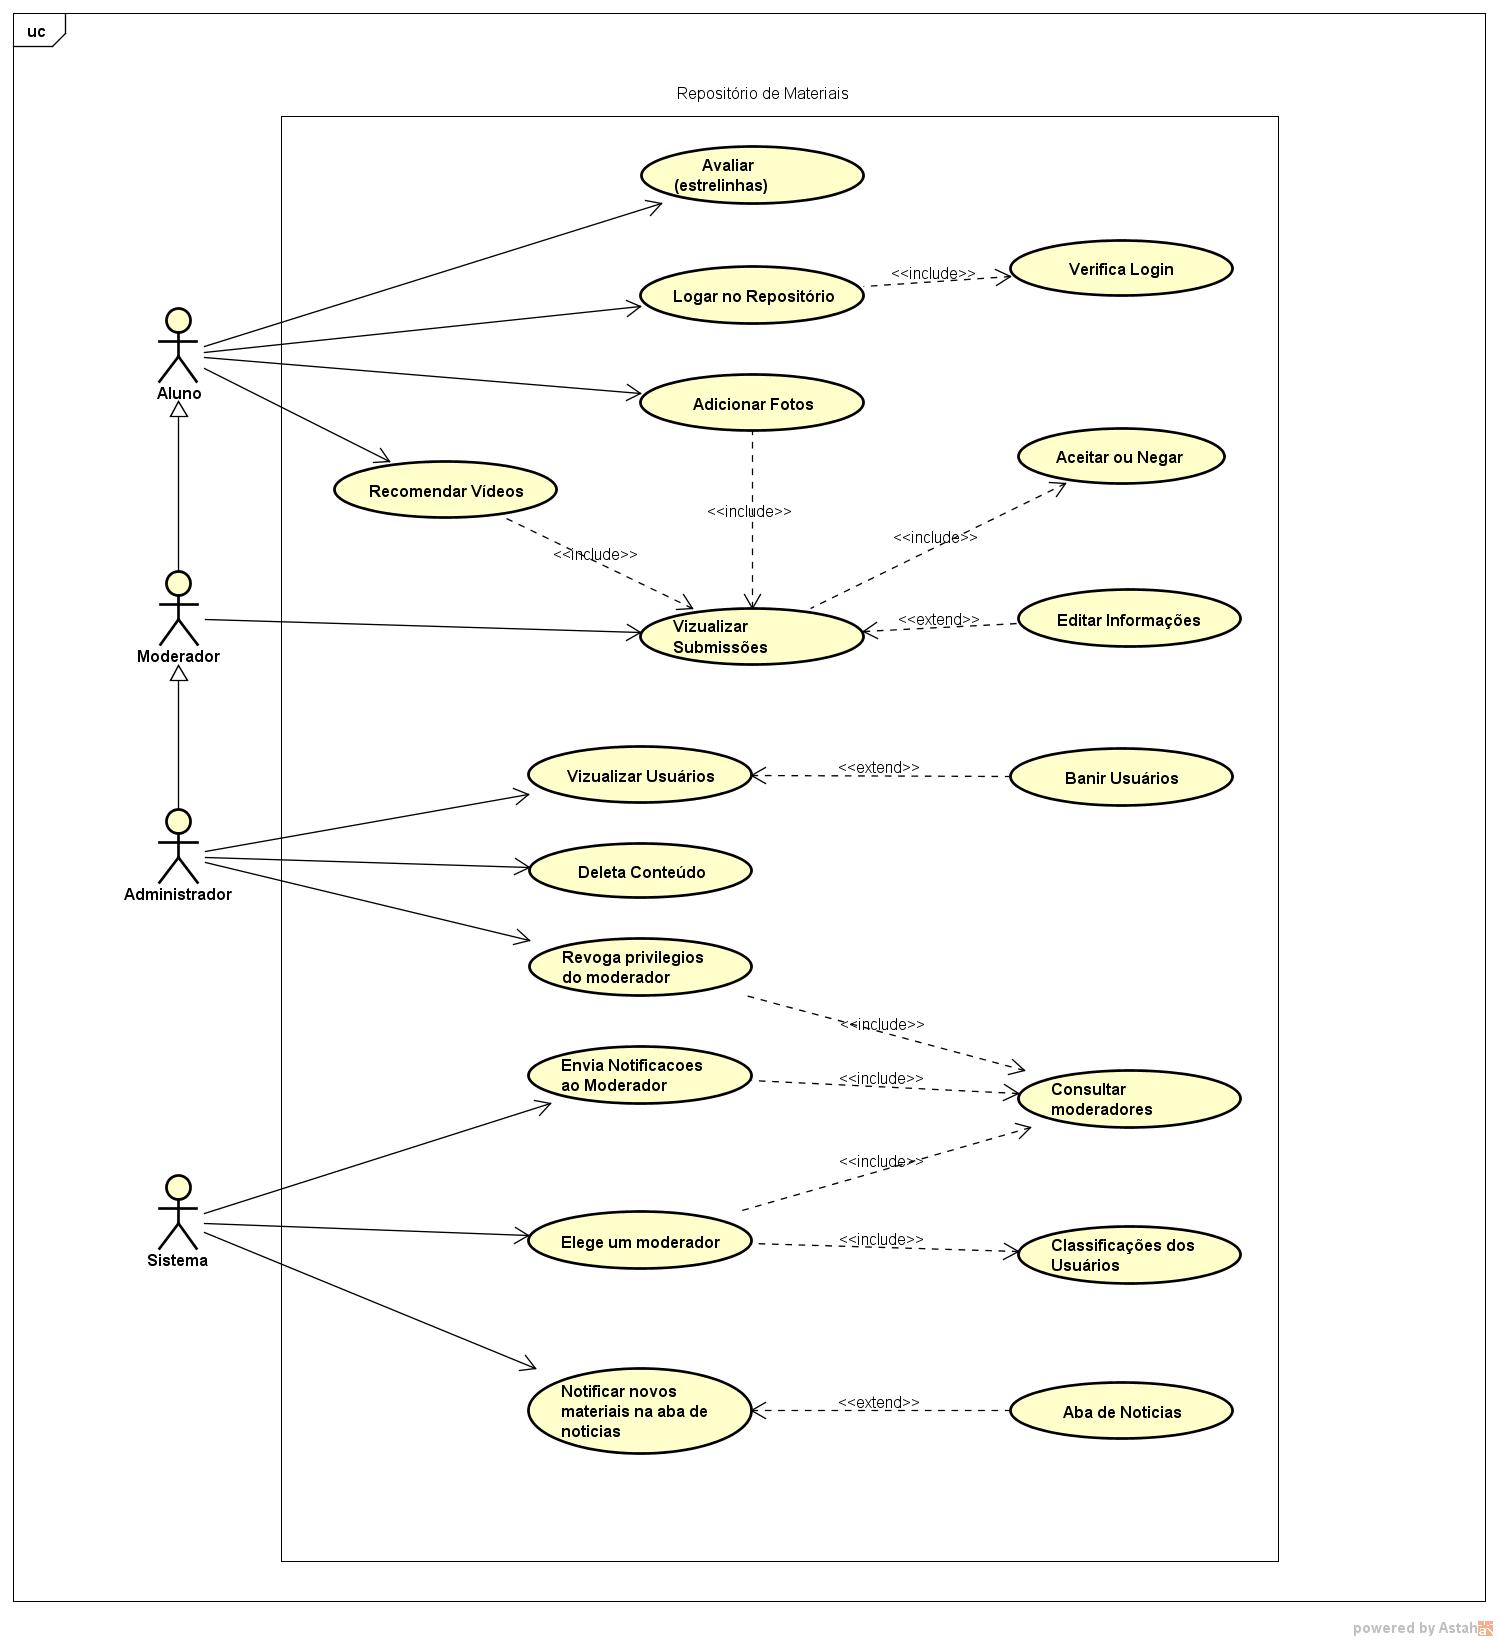 uc
Repositório de Materiais
Avaliar
(estrelinhas)
<<include>>
Verifica Login
Logar no Repositório
Aluno
Adicionar Fotos
Aceitar ou Negar
Recomendar Vídeos
<<include>>
<<include>>
<<include>>
Moderador
Vizualizar
Submissões
<<extend>>
Editar Informações
Vizualizar Usuários
<<extend>>
Banir Usuários
Deleta Conteúdo
Administrador
Revoga privilegios
do moderador
<<include>>
Envia Notificacoes
ao Moderador
<<include>>
Consultar
moderadores
<<include>>
Sistema
Elege um moderador
<<include>>
Classificações dos
Usuários
Notificar novos
materiais na aba de
noticias
<<extend>>
Aba de Noticias
powered by Astah